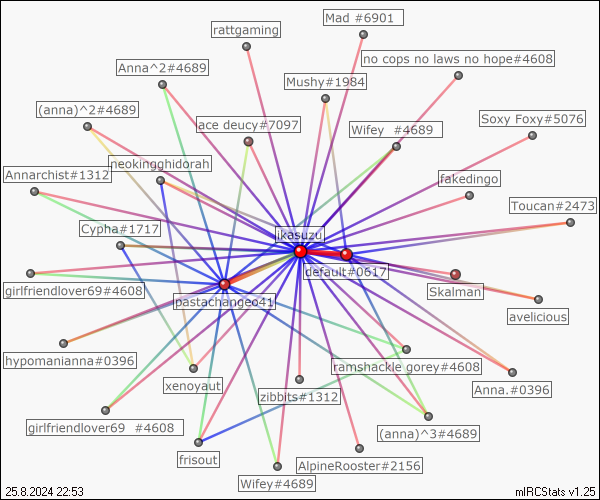 Mad #6901
rattgaming
no cops no laws no hope#4608
Anna^2#4689
Mushy#1984
(anna)^2#4689
Soxy Foxy#5076
ace deucy#7097
Wifey  #4689
neokingghidorah
Annarchist#1312
fakedingo
Toucan#2473
Cypha#1717
ikasuzu
default#0617
girlfriendlover69#4608
Skalman
pastachangeo41
avelicious
hypomanianna#0396
ramshackle gorey#4608
xenoyaut
Anna.#0396
zibbits#1312
girlfriendlover69  #4608
(anna)^3#4689
frisout
AlpineRooster#2156
Wifey#4689
25.8.2024 22:53
mIRCStats v1.25